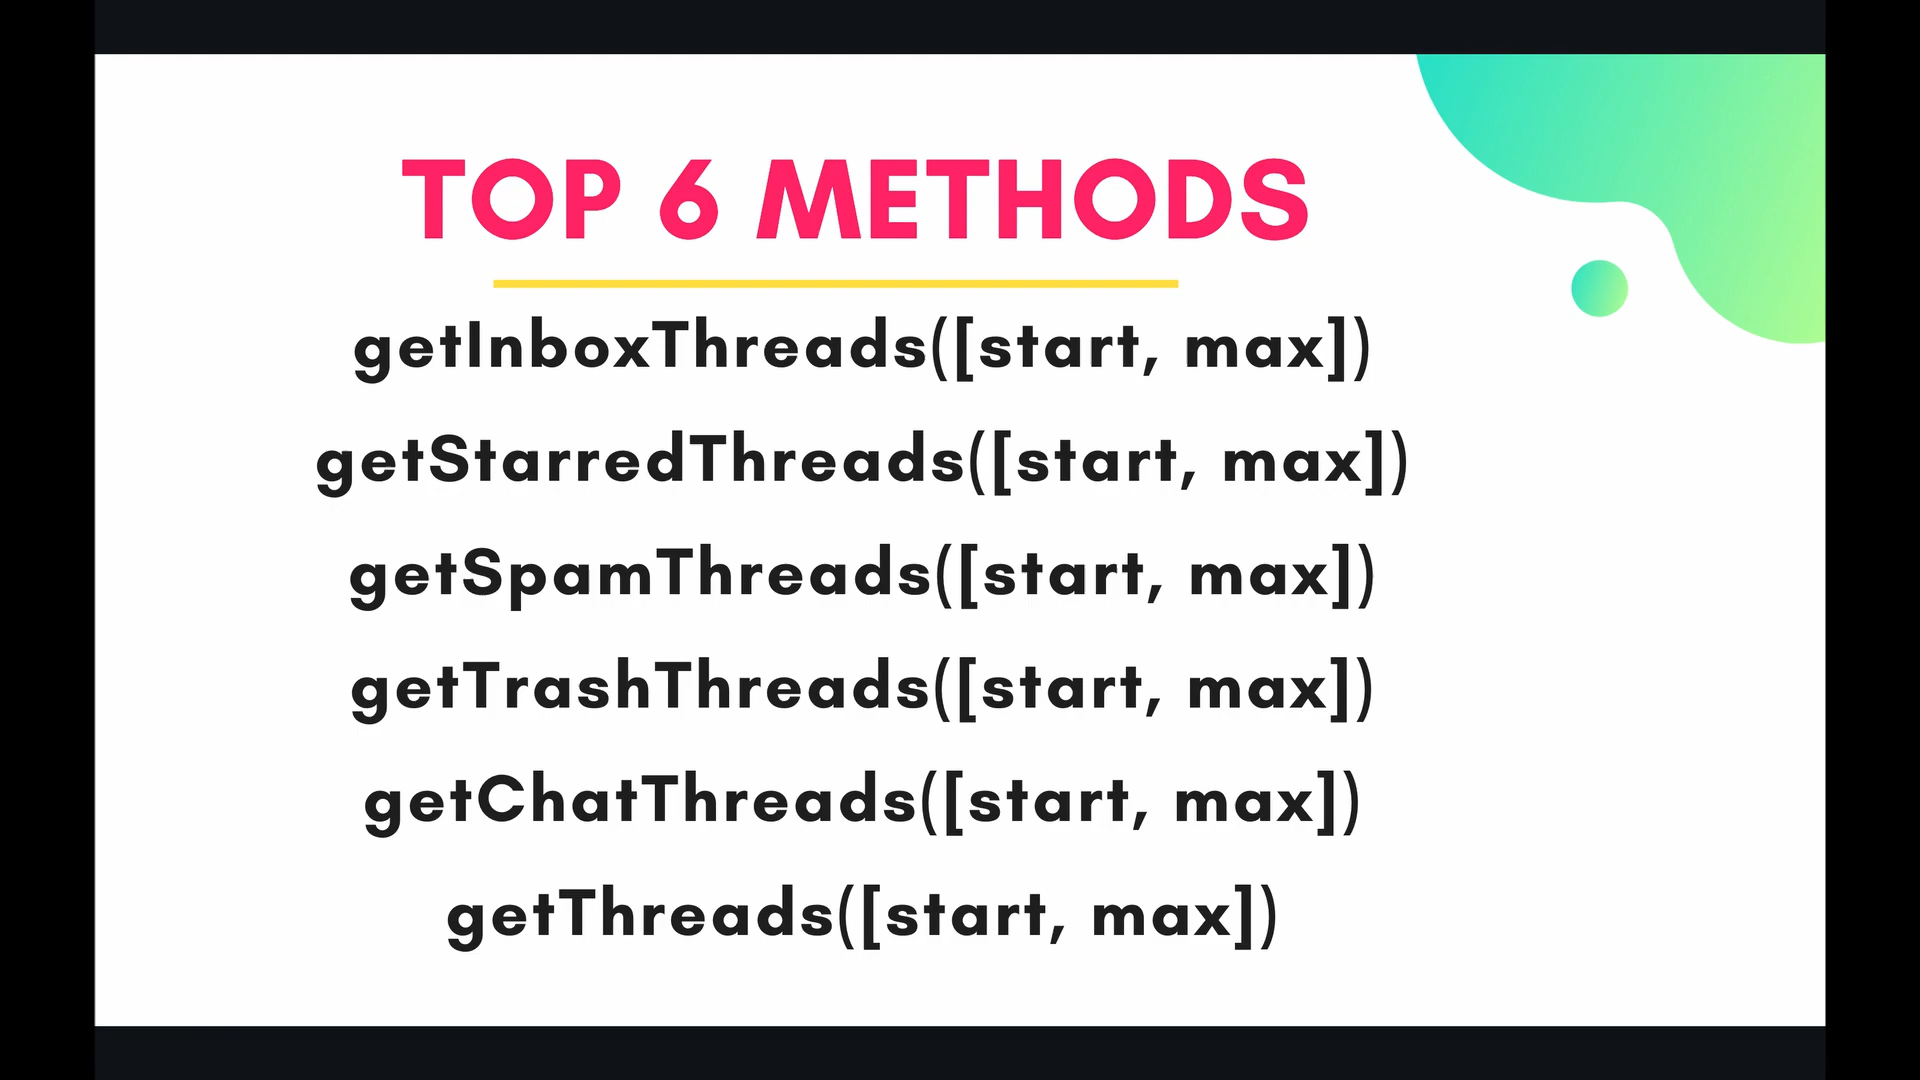 TOP 6 METHODS
getInboxThreads([start, max])
getStarredThreads([start, max])
getSpamThreads([start, max])
getTrashThreads([start, max])
getChatThreads([start, max])
getThreads([start, max])